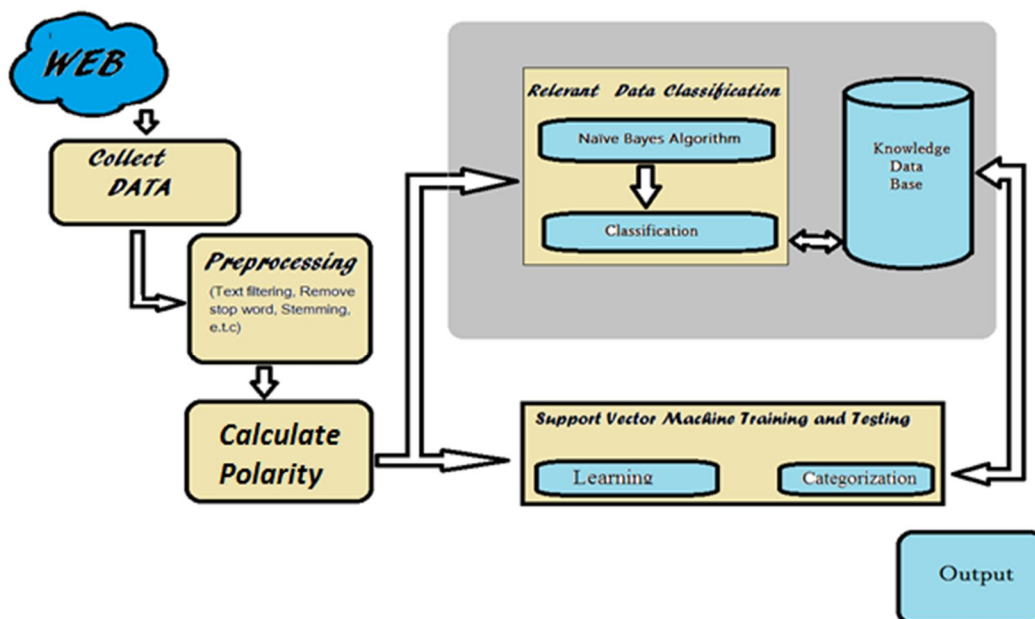 WEB
Collect
DATA
Preprocessing
(Text filtering, Remove
stop word, Stemming,
e.t.c)
Calculate
Polarity
Relevant Data Classification
Naïve Bayes Algorithm
Classification
Knowledge
Data
Base
Support Vector Machine Training and Testing
Learning
Categorization
Output